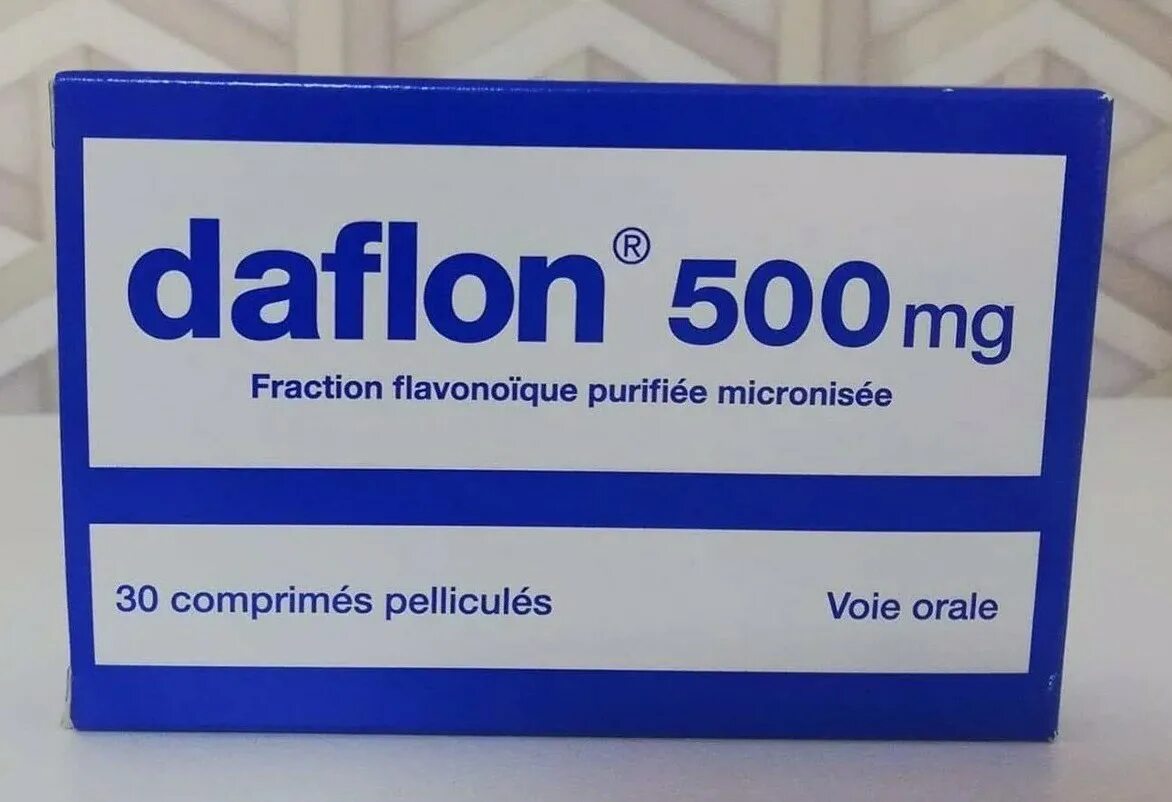 daflon® 500 mg
Fraction flavonoïque purifiée micronisée
30 comprimés pelliculés
Voie orale